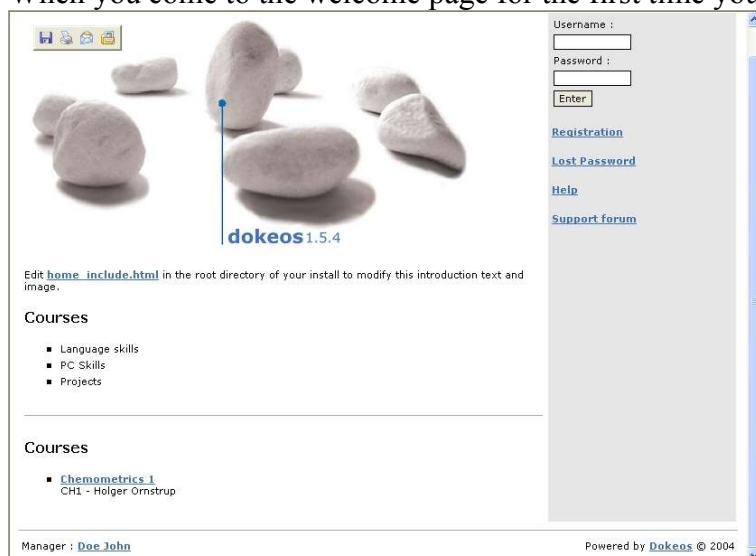 When you come to the welcome page for the first time you
Username :
Password :
Enter
Registration
Lost Password
Help
Support forum
dokeos 1.5.4
Edit home_include.html in the root directory of your install to modify this introduction text and
image.
Courses
Language skills
PC Skills
Projects
Courses
Chemometrics 1
CH1 - Holger Ornstrup
Manager : Doe John
Powered by Dokeos © 2004